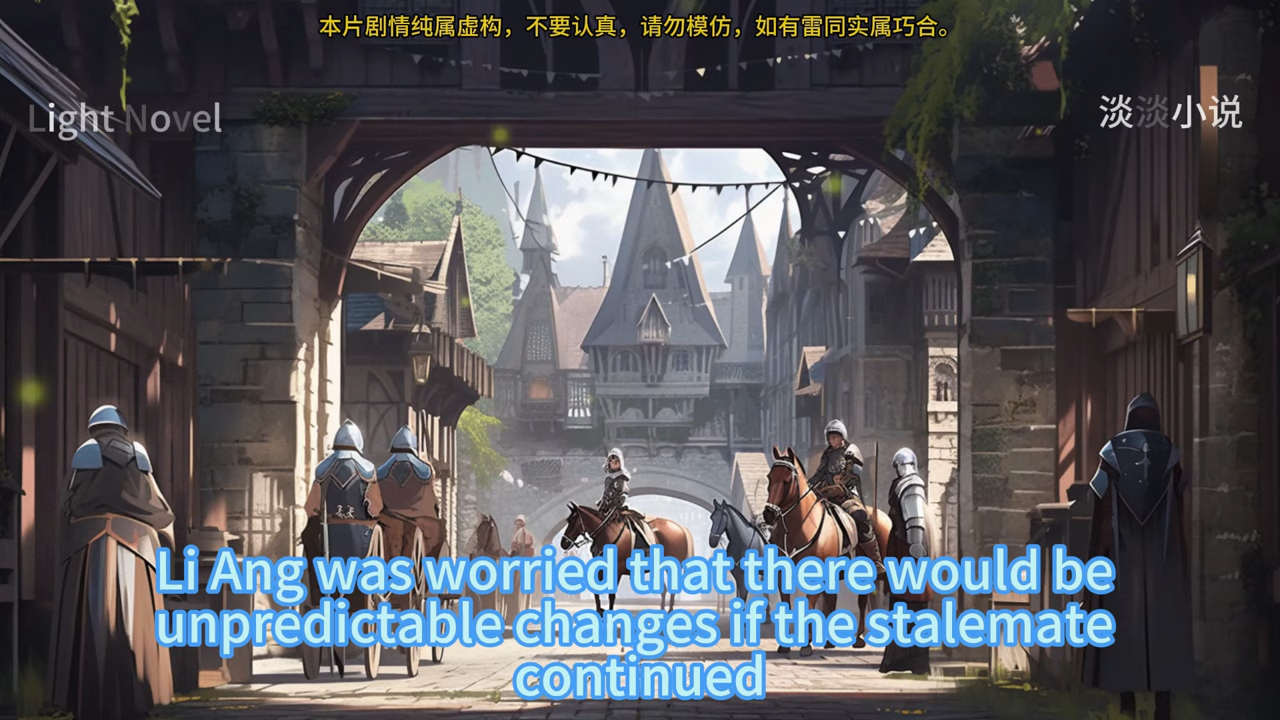 本片剧情纯属虚构，不要认真，请勿模仿，如有雷同实属巧合。
Light Novel
淡淡小说
Li Ang was worried that there would be
unpredictable changes if the stalemate
continued